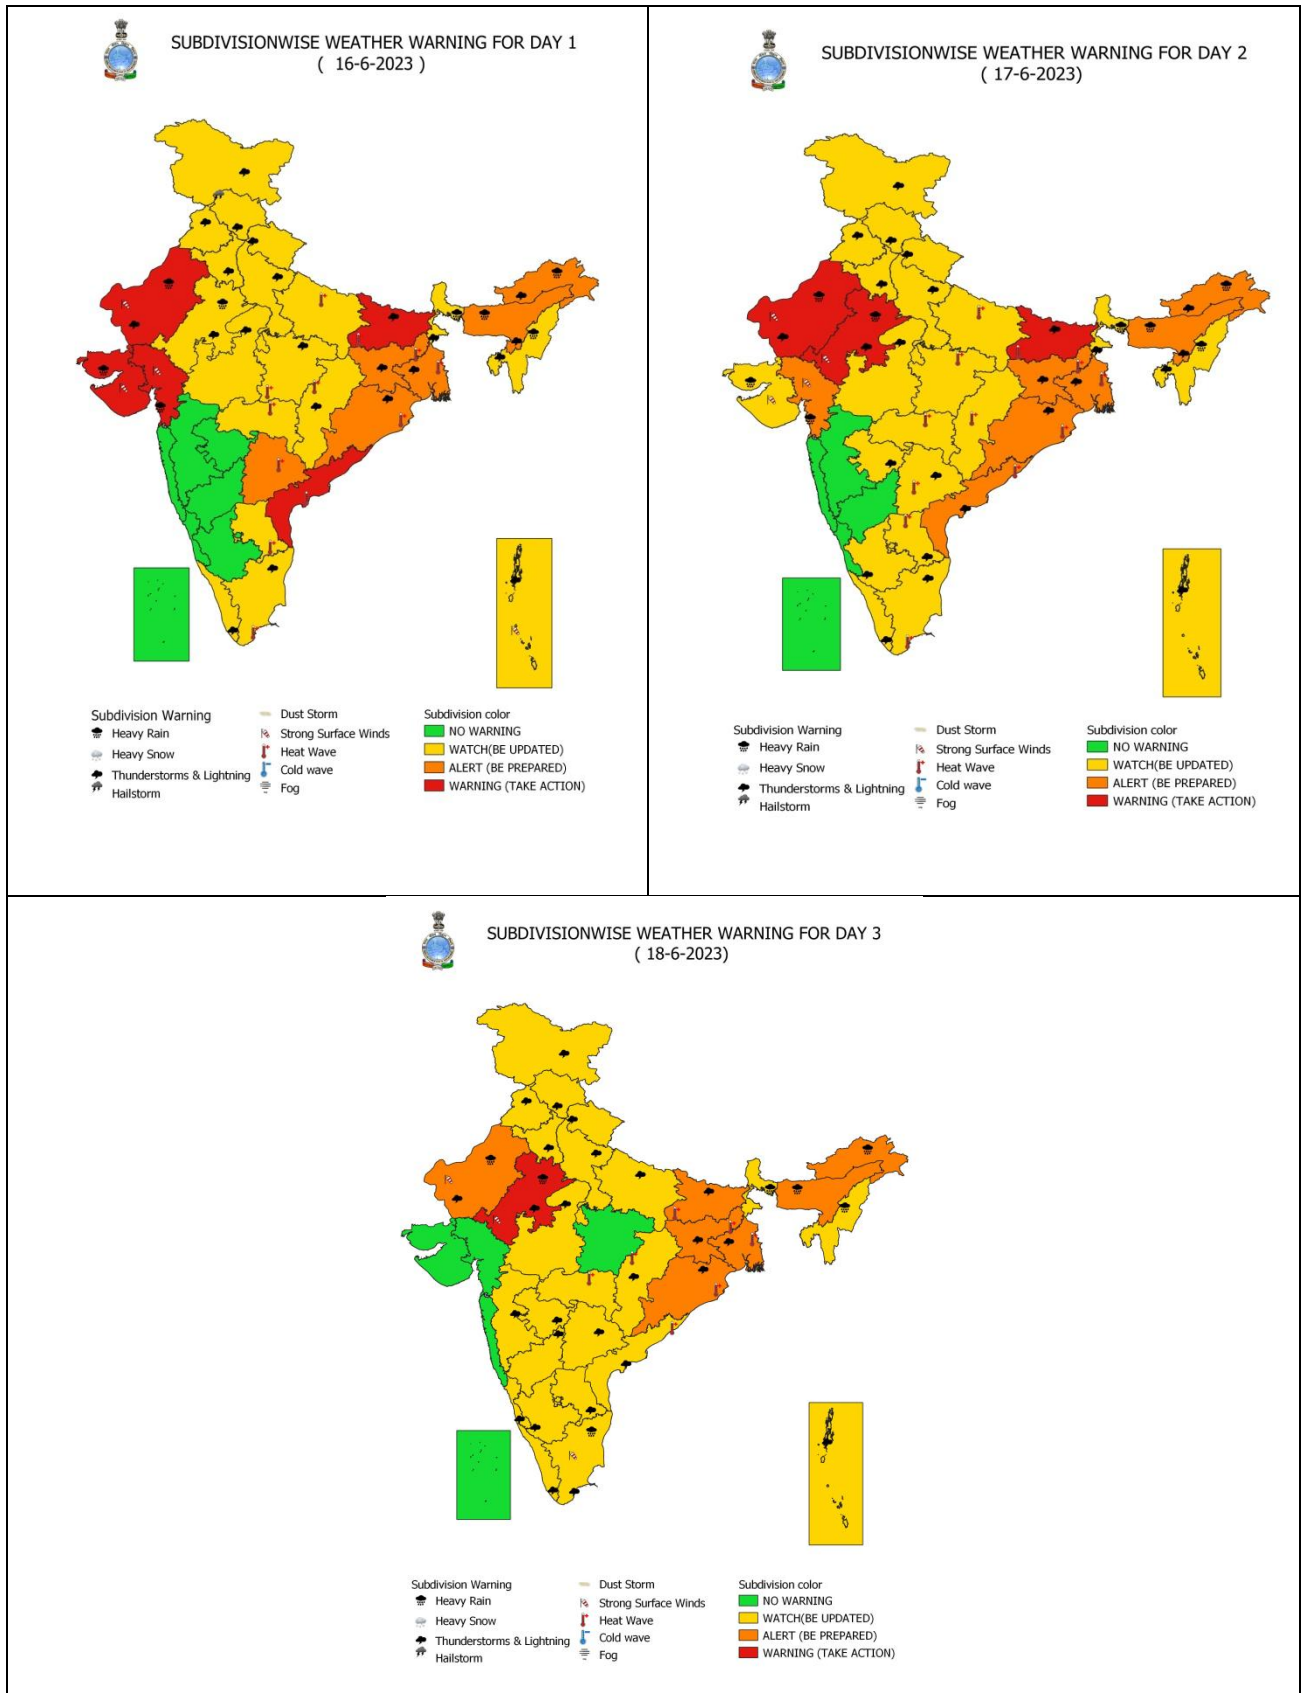 SUBDIVISIONWISE WEATHER WARNING FOR DAY 1
( 16-6-2023 )
Subdivision Warning
Heavy Rain
Heavy Snow
Thunderstorms & Lightning
Hailstorm
Dust Storm
Strong Surface Winds
Heat Wave
Cold wave
Fog
Subdivision color
NO WARNING
WATCH(BE UPDATED)
ALERT (BE PREPARED)
WARNING (TAKE ACTION)
SUBDIVISIONWISE WEATHER WARNING FOR DAY 2
( 17-6-2023)
Subdivision Warning
Heavy Rain
Heavy Snow
Thunderstorms & Lightning
Hailstorm
Dust Storm
Strong Surface Winds
Heat Wave
Cold wave
Fog
Subdivision color
NO WARNING
WATCH(BE UPDATED)
ALERT (BE PREPARED)
WARNING (TAKE ACTION)
SUBDIVISIONWISE WEATHER WARNING FOR DAY 3
( 18-6-2023)
Subdivision Warning
Heavy Rain
Heavy Snow
Thunderstorms & Lightning
Hailstorm
Dust Storm
Strong Surface Winds
Heat Wave
Cold wave
Fog
Subdivision color
NO WARNING
WATCH(BE UPDATED)
ALERT (BE PREPARED)
WARNING (TAKE ACTION)